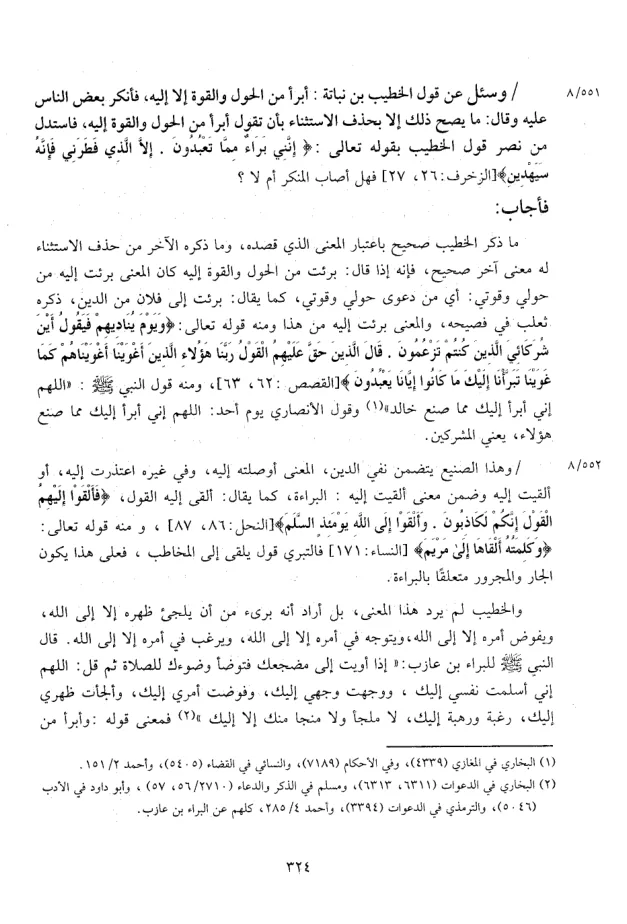 ٨/٥٥١
/ وسئل عن قول الخطيب بن نباتة : أبرأ من الحول والقوة إلا إليه، فأنكر بعض الناس
عليه وقال: ما يصح ذلك إلا بحذف الاستثناء بأن تقول أبرأ من الحول والقوة إليه، فاستدل
من نصر قول الخطيب بقوله تعالى :﴿ إِنَّنِي بَرَاءٌ مِمَّا تَعْبُدُونَ . إِلاَّ الَّذِي فَطَرَنِي فَإِنَّهُ
سَيَهْدِينِ﴾[الزخرف:٢٦، ٢٧] فهل أصاب المنكر أم لا ؟
فأجاب:
ما ذكر الخطيب صحيح باعتبار المعنى الذي قصده، وما ذكره الآخر من حذف الاستثناء
له معنى آخر صحيح، فإنه إذا قال: برئت من الحول والقوة إليه كان المعنى برئت إليه من
حولي وقوتي: أي من دعوى حولي وقوتي، كما يقال: برئت إلى فلان من الدين، ذكره
ثعلب في فصيحه، والمعنى برئت إليه من هذا ومنه قوله تعالى:﴿وَيَوْمَ يُنَادِيهِمْ فَيَقُولُ أَيْنَ
شُرَكَائِيَ الَّذِينَ كُنتُمْ تَزْعُمُونَ . قَالَ الَّذِينَ حَقَّ عَلَيْهِمُ الْقَوْلُ رَبَّنَا هَؤُلاءِ الَّذِينَ أَغْوَيْنَا أَغْوَيْنَاهُمْ كَمَا
غَوَيْنَا تَبَرَّأْنَا إِلَيْكَ مَا كَانُوا إِيَّانَا يَعْبُدُونَ ﴾[القصص :٦٢، ٦٣]، ومنه قول النبي ﷺ : «اللهم
إني أبرأ إليك مما صنع خالد»(١) وقول الأنصاري يوم أحد: اللهم إني أبرأ إليك مما صنع
هؤلاء، يعني المشركين.
٨/٥٥٢
/ وهذا الصنيع يتضمن نفي الدين، المعنى أوصلته إليه، وفي غيره اعتذرت إليه، أو
ألقيت إليه وضمن معنى ألقيت إليه : البراءة، كما يقال: ألقى إليه القول، ﴿فَأَلْقَوْا إِلَيْهِمُ
الْقَوْلَ إِنَّكُمْ لَكَاذِبُونَ . وَأَلْقَوْا إِلَى اللَّهِ يَوْمَئِذٍ السَّلَمَ﴾[النحل:٨٦، ٨٧] ، و منه قوله تعالى:
﴿وَكَلِمَتُهُ أَلْقَاهَا إِلَىٰ مَرْيَمَ﴾ [النساء:١٧١] فالتبري قول يلقى إلى المخاطب ، فعلى هذا يكون
الجار والمجرور متعلقًا بالبراءة.
والخطيب لم يرد هذا المعنى، بل أراد أنه برىء من أن يلجئ ظهره إلا إلى الله،
ويفوض أمره إلا إلى الله،ويتوجه في أمره إلا إلى الله، ويرغب في أمره إلا إلى الله. قال
النبي ﷺ للبراء بن عازب:« إذا أويت إلى مضجعك فتوضأ وضوءك للصلاة ثم قل: اللهم
إني أسلمت نفسي إليك ، ووجهت وجهي إليك، وفوضت أمري إليك، وألجأت ظهري
إليك، رغبة ورهبة إليك، لا ملجأ ولا منجا منك إلا إليك »(٢) فمعنى قوله :وأبرأ من
(١) البخاري في المغازي (٤٣٣٩)، وفي الأحكام (٧١٨٩)، والنسائي في القضاء (٥٤٠٥)، وأحمد ١٥١/٢.
(٢) البخاري في الدعوات (٦٣١١، ٦٣١٣)، ومسلم في الذكر والدعاء (٥٦/٢٧١٠، ٥٧) ، وأبو داود في الأدب
(٥٠٤٦)، والترمذي في الدعوات (٣٣٩٤)، وأحمد ٢٨٥/٤، كلهم عن البراء بن عازب.
٣٢٤